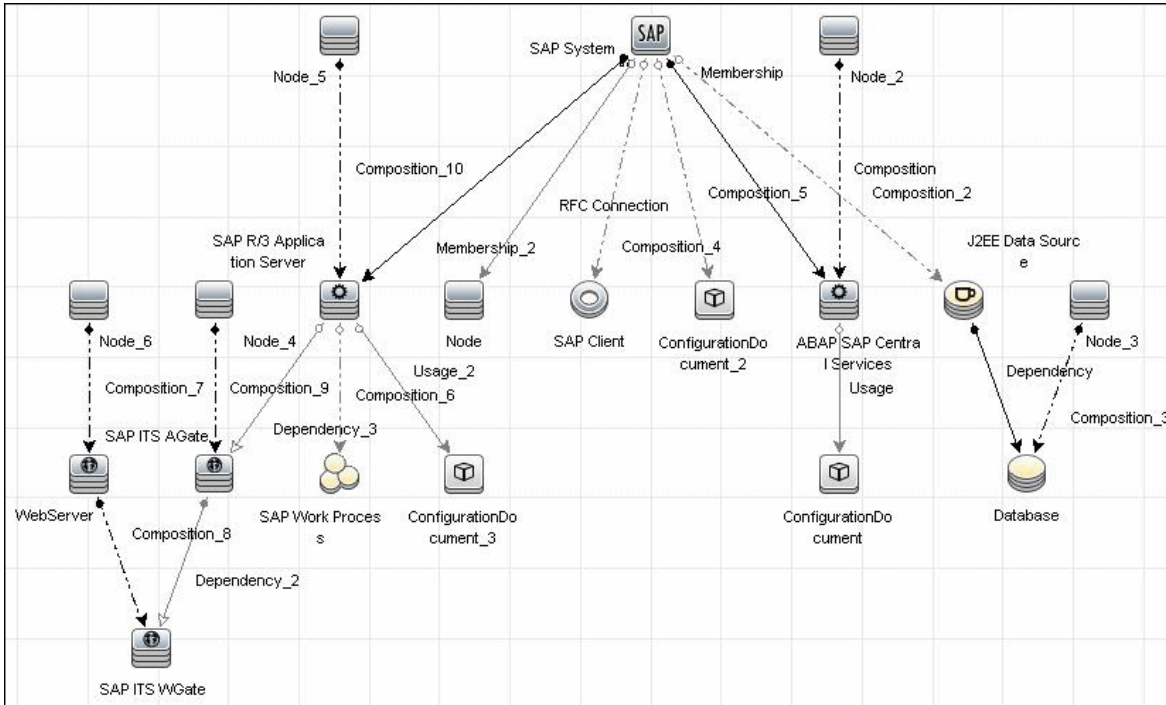 SAP
SAP System
Node_5
Membership
Node_2
Composition_10
Composition
Composition_5
Composition_2
RFC Connection
SAP R/3 Applica
tion Server
Membership_2
Composition_4
J2EE Data Sourc
e
Node_6
Node_4
Node
SAP Client
ConfigurationDo
cument_2
ABAP SAP Centra
l Services
Node_3
Usage_2
Composition_7
Composition_9
Composition_6
Usage
Dependency
Composition_3
SAP ITS AGate
Dependency_3
WebServer
Composition_8
SAP Work Proces
s
ConfigurationDo
cument_3
ConfigurationDo
cument
Database
Dependency_2
SAP ITS WGate